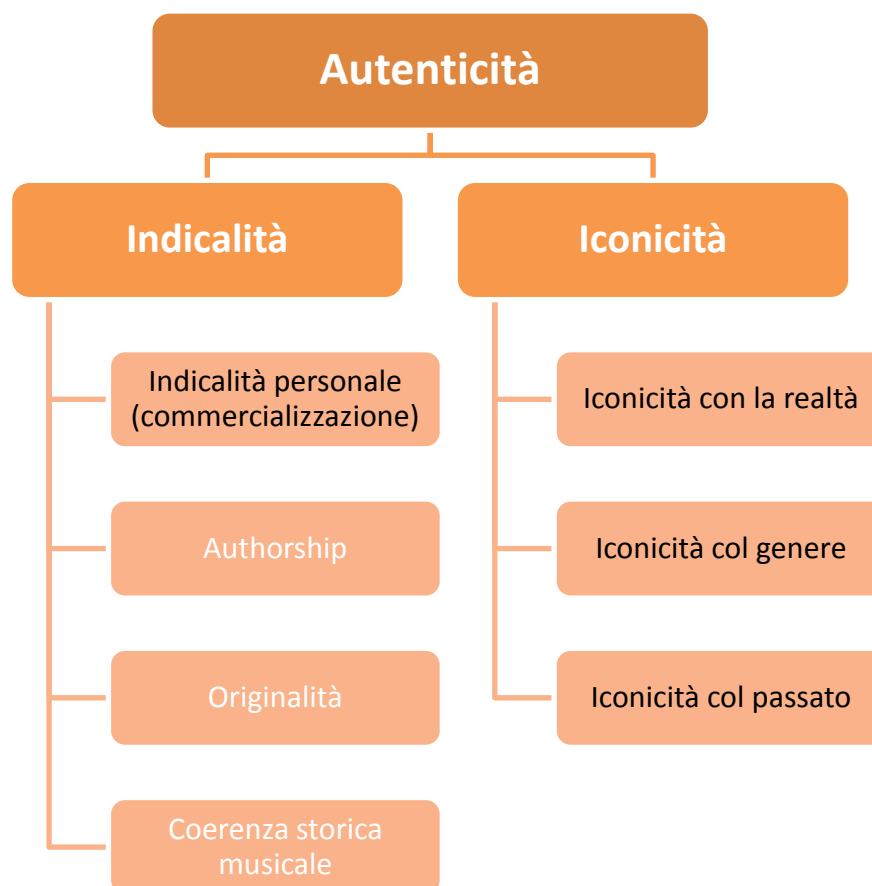 Autenticità
Indicalità
Indicalità personale
(commercializzazione)
Authorship
Originalità
Coerenza storica
musicale
Iconicità
Iconicità con la realtà
Iconicità col genere
Iconicità col passato